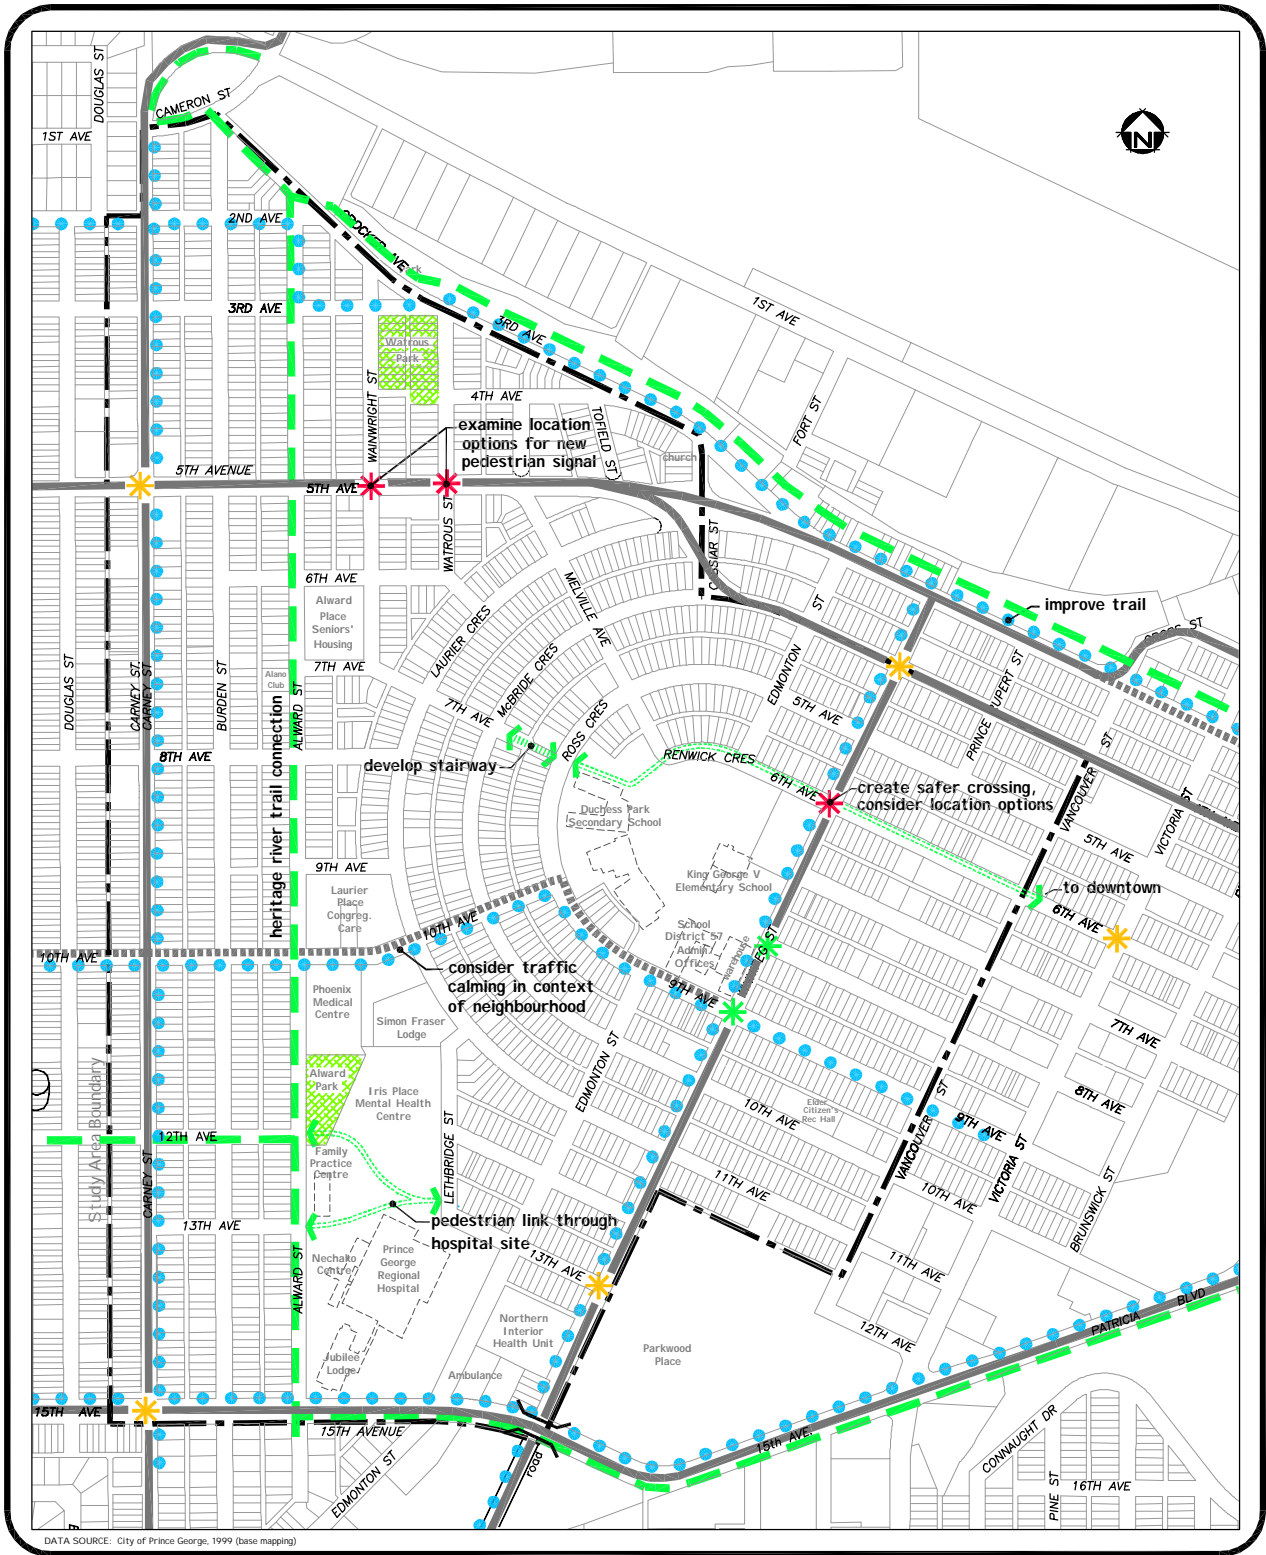 DOUGLAS ST
CAMERON ST
1ST AVE
N
2ND AVE
CROCKER AVE
1ST AVE
3RD AVE
3RD AVE
Watrous
Park
WAINWRIGHT ST
4TH AVE
TOFIELD ST
FORT ST
examine location
options for new
pedestrian signal
church
5TH AVENUE
5TH AVE
WATROUS ST
CASSIAR ST
6TH AVE
Alward
Place
Seniors'
Housing
MELVILLE AVE
LAURIER CRES
ST
improve trail
CROSS ST
7TH AVE
Alano
Club
DOUGLAS ST
CARNEY ST.
CARNEY ST
BURDEN ST
ALWARD ST
heritage river trail connection
7TH AVE
McBRIDE CRES
ROSS CRES
EDMONTON
5TH AVE
PRINCE RUPERT ST
ST
8TH AVE
develop stairway
RENWICK CRES
6TH AVE
create safer crossing,
consider location options
VANCOUVER
VICTORIA ST
Duchess Park
Secondary School
5TH AVE
9TH AVE
King George V
Elementary School
to downtown
6TH AVE
Laurier
Place
Congreg.
Care
10TH AVE
School
District 57
Admin.
Offices
warehouse
10TH AVE
consider traffic
calming in context
of neighbourhood
9TH AVE
Phoenix
Medical
Centre
Simon Fraser
Lodge
7TH AVE
Study Area Boundary
Alward
Park
Iris Place
Mental Health
Centre
EDMONTON ST
10TH AVE
Elder
Citizen's
Rec Hall
ST
8TH AVE
9TH AVE
12TH AVE
Family
Practice
Centre
LETHBRIDGE ST
VANCOUVER
VICTORIA ST
CARNEY ST
11TH AVE
10TH AVE
BRUNSWICK ST
13TH AVE
pedestrian link through
hospital site
Nechako
Centre
Prince
George
Regional
Hospital
13TH AVE
11TH AVE
ALWARD ST
Northern
Interior
Health Unit
12TH AVE
PATRICIA BLVD
Jubilee
Lodge
Ambulance
Parkwood
Place
15TH AVE
15TH AVENUE
15th AVE.
CONNAUGHT DR
EDMONTON ST
road
PINE ST
16TH AVE
DATA SOURCE: City of Prince George, 1999 (base mapping)